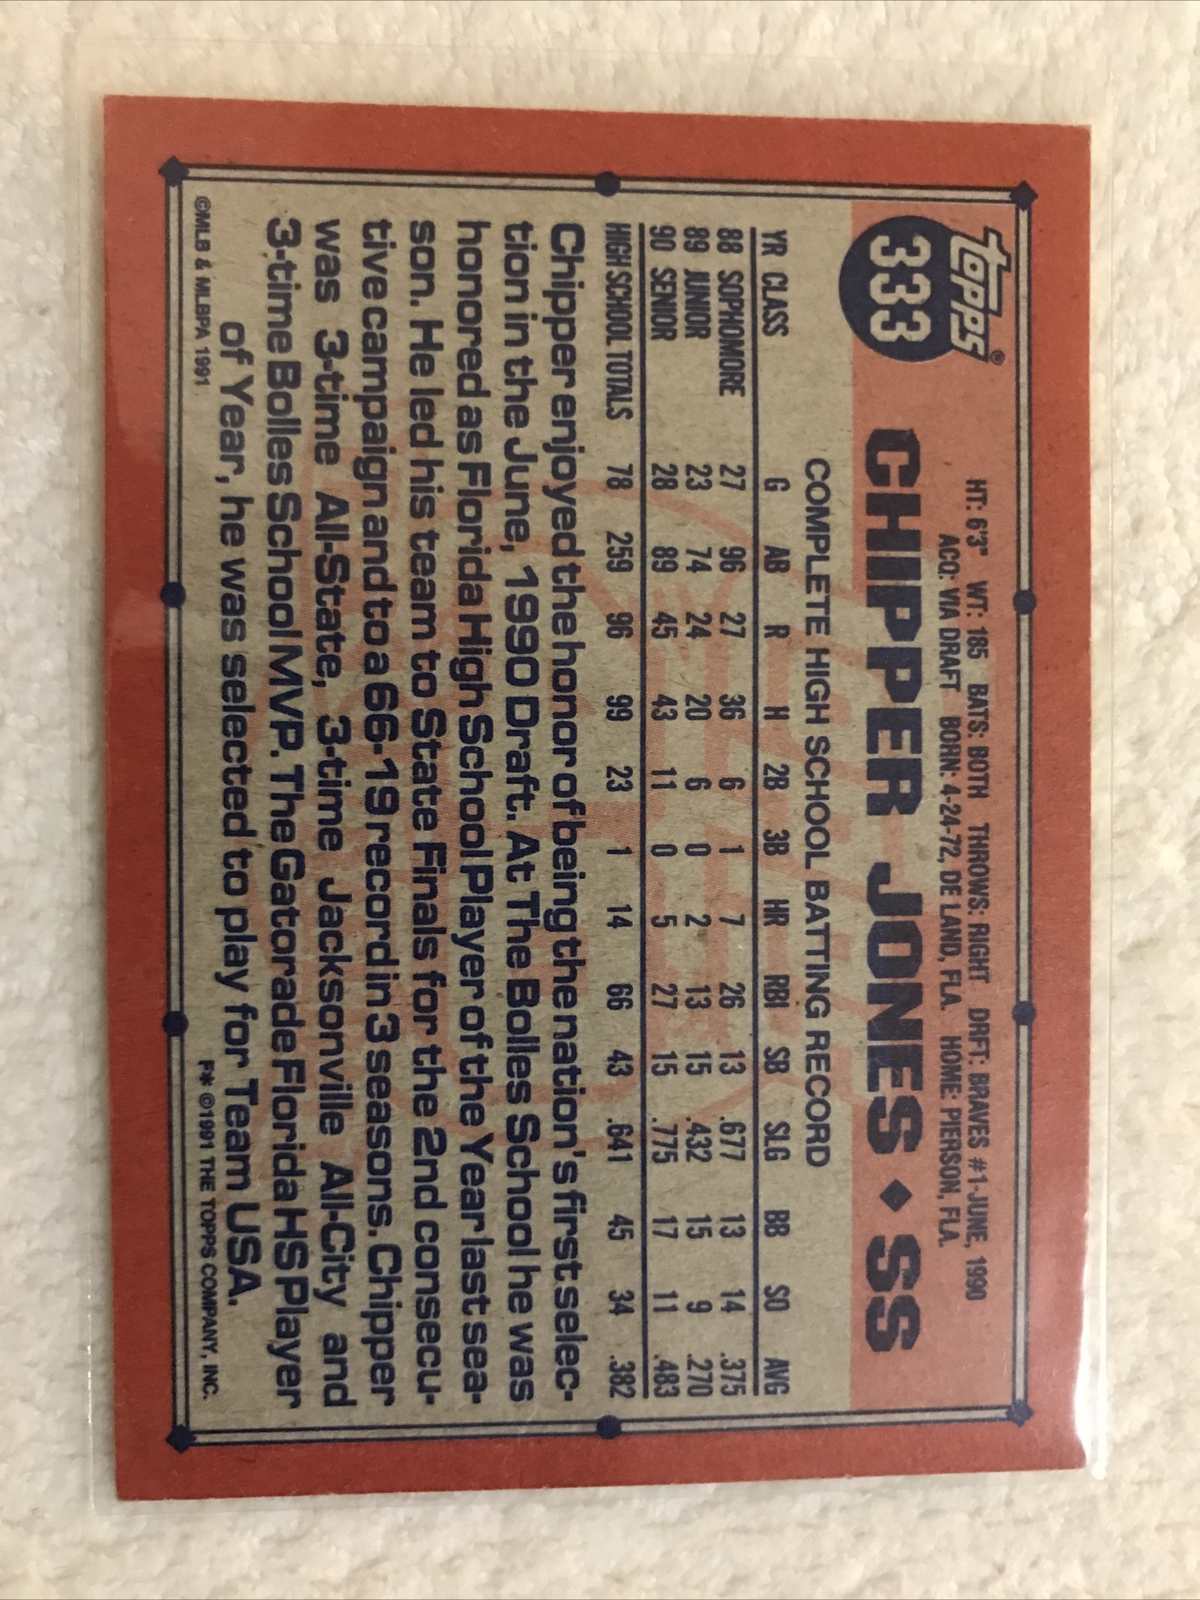 topps®
333
HT: 6'3" WT: 185 BATS: BOTH THROWS: RIGHT DRFT: BRAVES #1-JUNE, 1990
ACQ: VIA DRAFT BORN: 4-24-72, DE LAND, FLA. HOME: PIERSON, FLA.
CHIPPER JONES ◆ SS
COMPLETE HIGH SCHOOL BATTING RECORD
YR CLASS G AB R H 2B 3B HR RBI SB SLG BB SO AVG
88 SOPHOMORE 27 96 27 36 6 1 7 26 13 .677 13 14 .375
89 JUNIOR 23 74 24 20 6 0 2 13 15 .432 15 9 .270
90 SENIOR 28 89 45 43 11 0 5 27 15 .775 17 11 .483
HIGH SCHOOL TOTALS 78 259 96 99 23 1 14 66 43 .641 45 34 .382
Chipper enjoyed the honor of being the nation's first selec-
tion in the June, 1990 Draft. At The Bolles School he was
honored as Florida High School Player of the Year last sea-
son. He led his team to State Finals for the 2nd consecu-
tive campaign and to a 66-19 record in 3 seasons. Chipper
was 3-time All-State, 3-time Jacksonville All-City and
3-time Bolles School MVP. The Gatorade Florida HS Player
of Year, he was selected to play for Team USA.
©MLB & MLBPA 1991 F* ©1991 THE TOPPS COMPANY, INC.